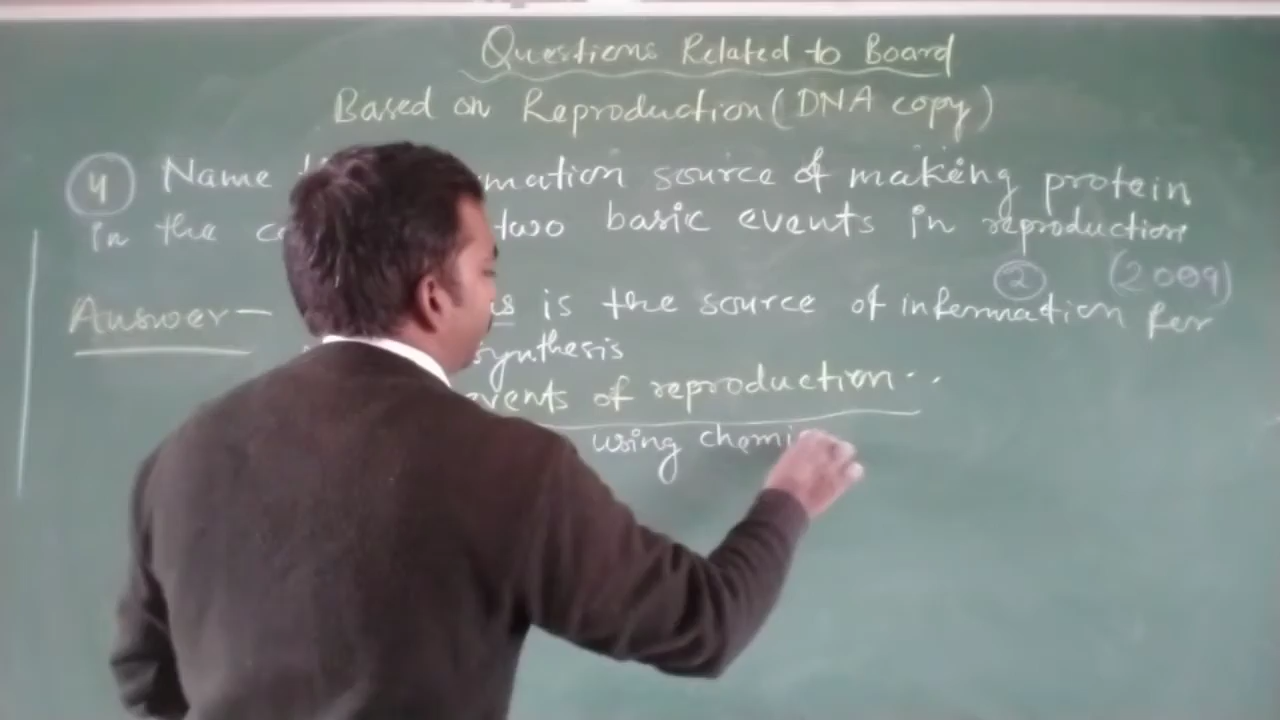 Questions Related to Board
Based on Reproduction (DNA copy)
4 Name mation source of making protein
in the two basic events in reproduction
2 (2009)
Answer - is the source of information for
synthesis
events of reproduction..
using chemi